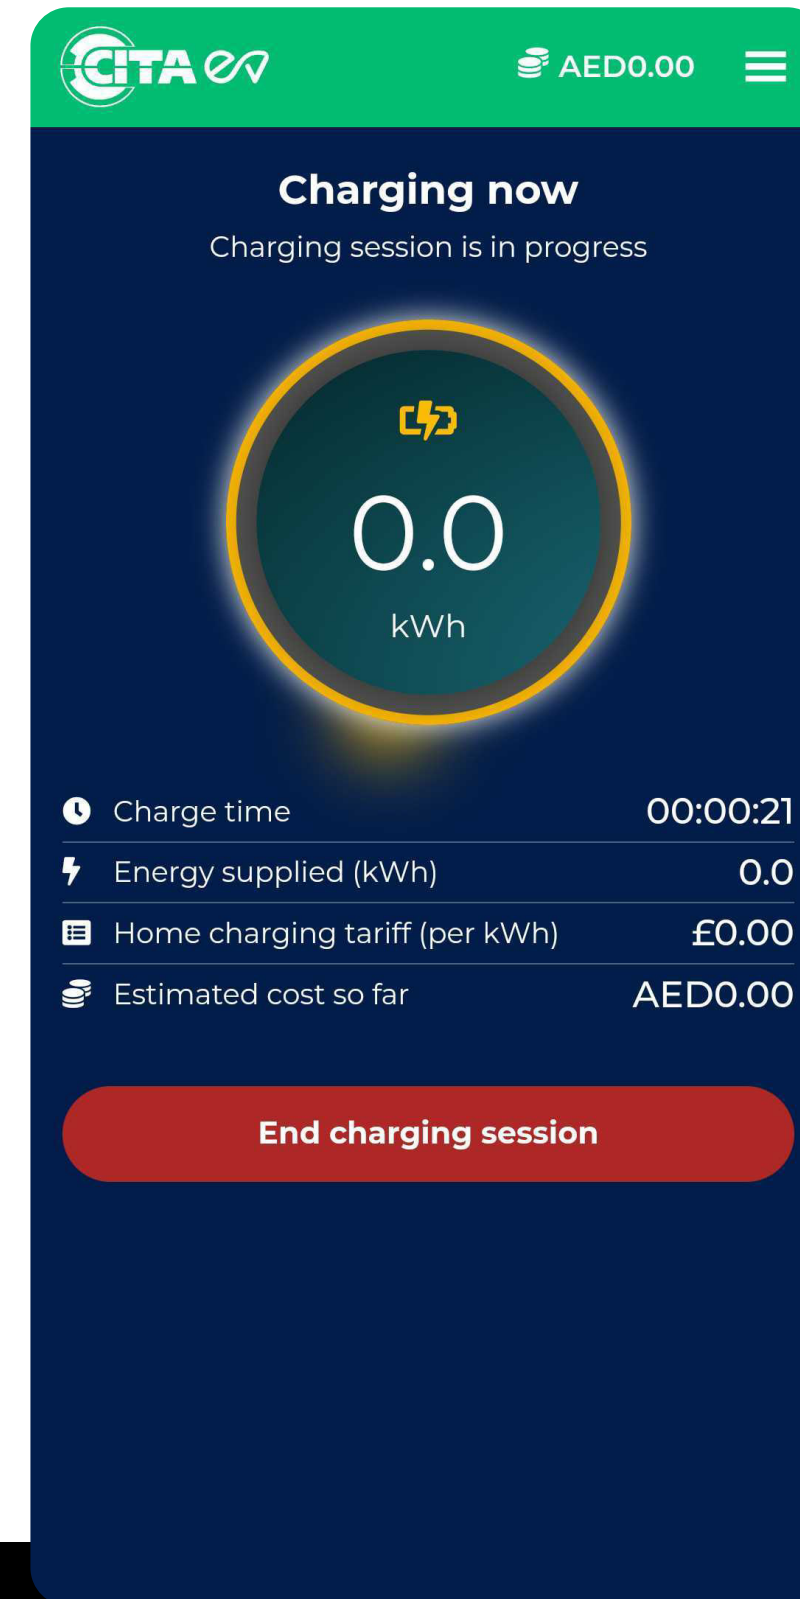 CITA ev
AED0.00
Charging now
Charging session is in progress
0.0
kWh
Charge time 00:00:21
Energy supplied (kWh) 0.0
Home charging tariff (per kWh) £0.00
Estimated cost so far AED0.00
End charging session